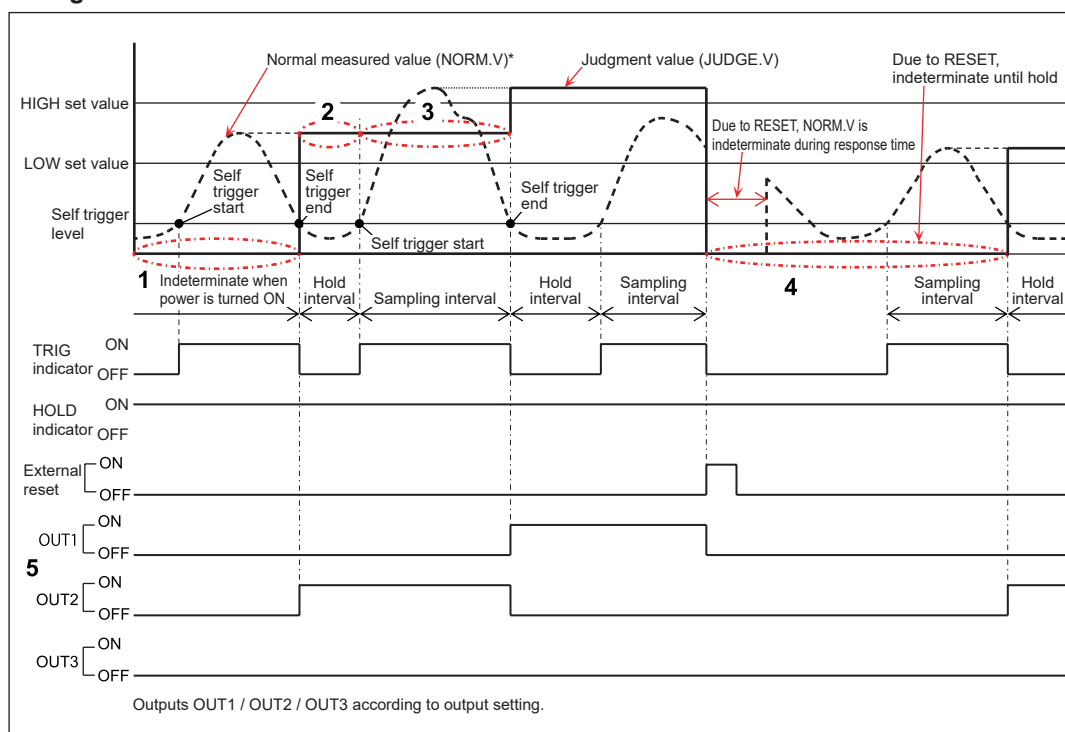 Normal measured value (NORM.V)*
Judgment value (JUDGE.V)
Due to RESET,
indeterminate until hold
HIGH set value
2
3
Due to RESET, NORM.V is
indeterminate during response time
LOW set value
Self
trigger
start
Self
trigger
end
Self trigger
end
Self trigger
level
Self trigger start
1
4
Indeterminate when
power is turned ON
Hold
interval
Sampling interval
Hold
interval
Sampling
interval
Sampling
interval
Hold
interval
TRIG
indicator
ON
OFF
HOLD
indicator
ON
OFF
External
reset
ON
OFF
OUT1
ON
OFF
5
OUT2
ON
OFF
OUT3
ON
OFF
Outputs OUT1 / OUT2 / OUT3 according to output setting.